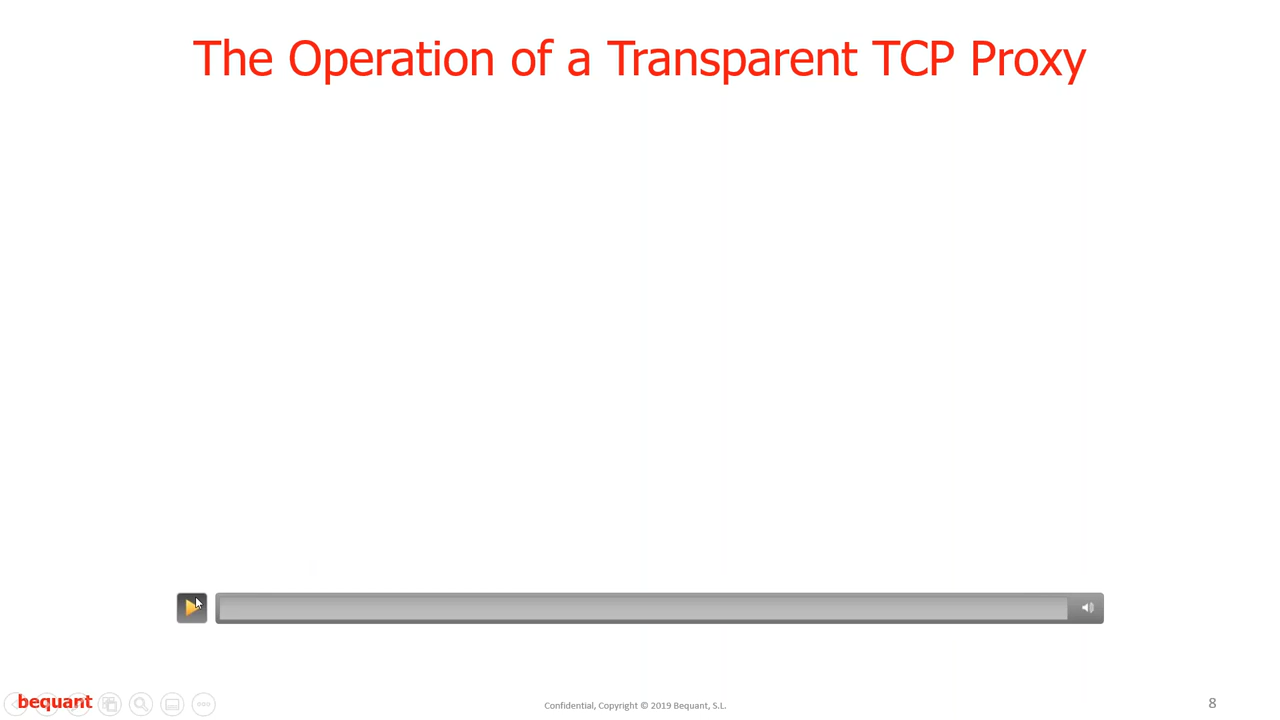 The Operation of a Transparent TCP Proxy
bequant
Confidential, Copyright © 2019 Bequant, S.L.
8